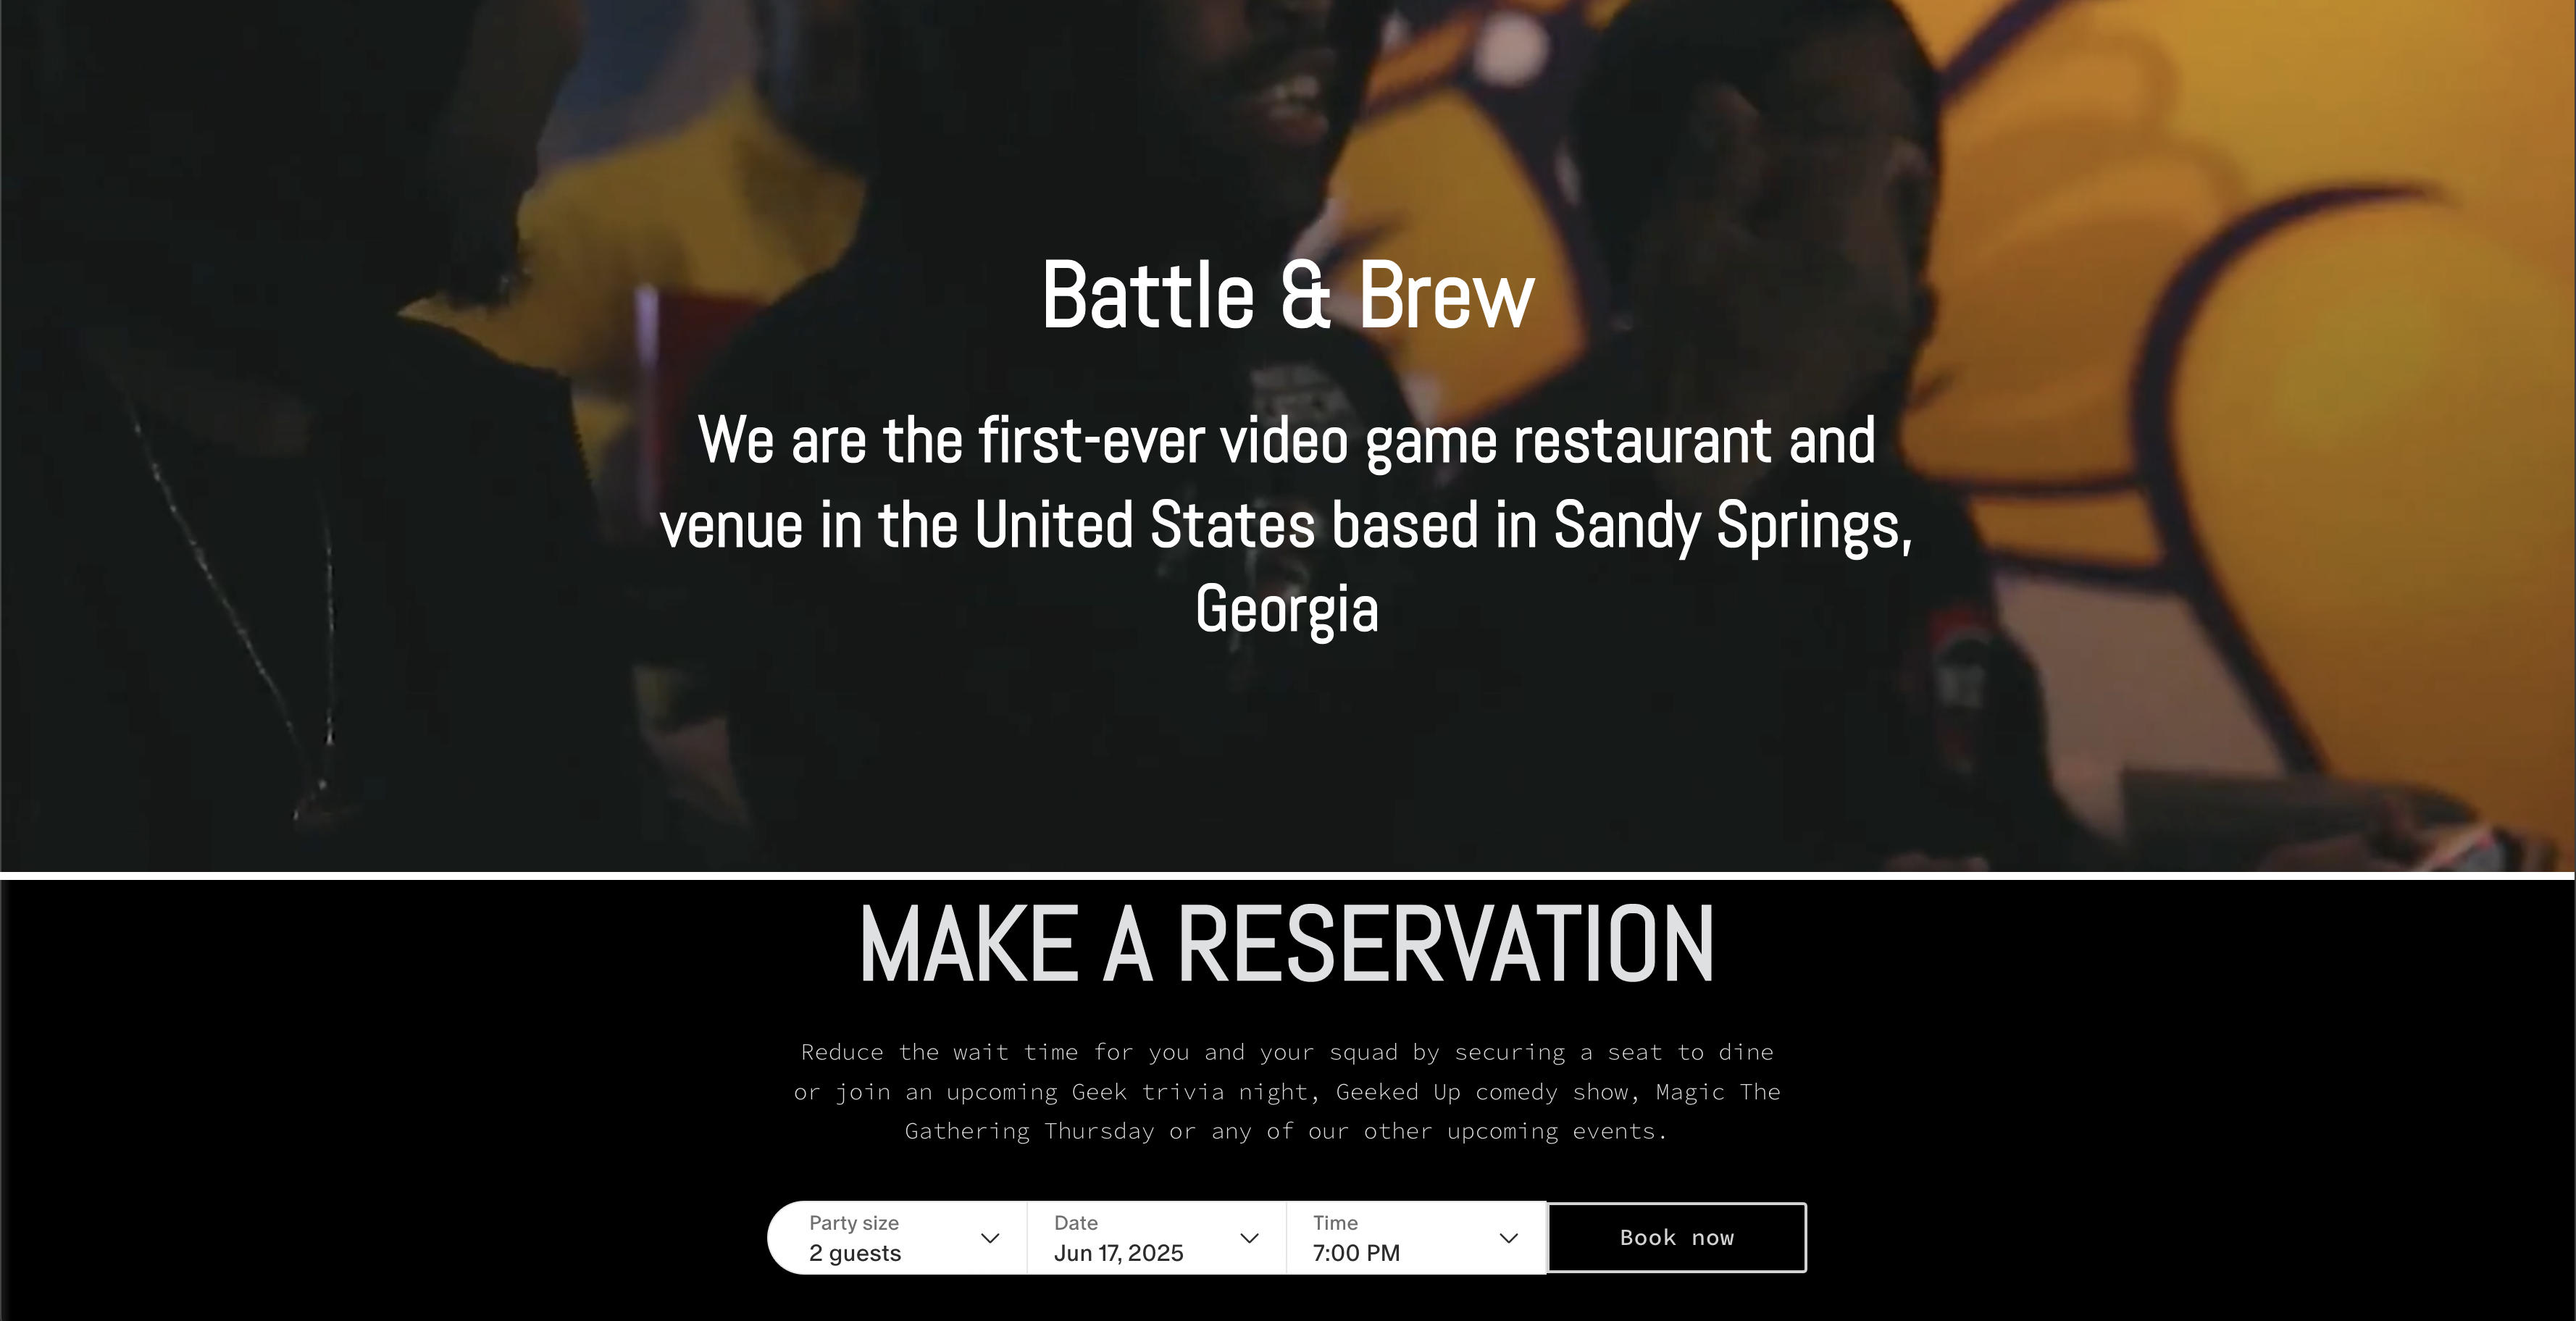 Battle & Brew
We are the first-ever video game restaurant and
venue in the United States based in Sandy Springs,
Georgia
MAKE A RESERVATION
Reduce the wait time for you and your squad by securing a seat to dine
or join an upcoming Geek trivia night, Geeked Up comedy show, Magic The
Gathering Thursday or any of our other upcoming events.
Party size
2 guests
Date
Jun 17, 2025
Time
7:00 PM
Book now